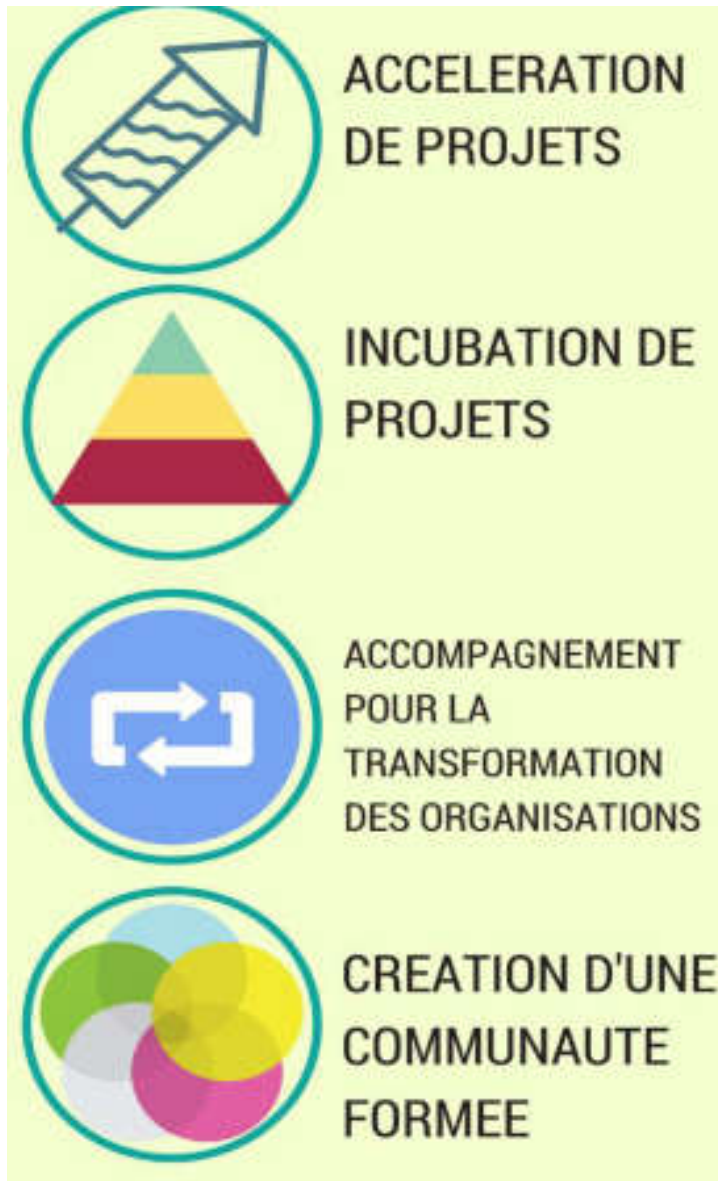 ACCELERATION
DE PROJETS
INCUBATION DE
PROJETS
ACCOMPAGNEMENT
POUR LA
TRANSFORMATION
DES ORGANISATIONS
CREATION D'UNE
COMMUNAUTE
FORMEE